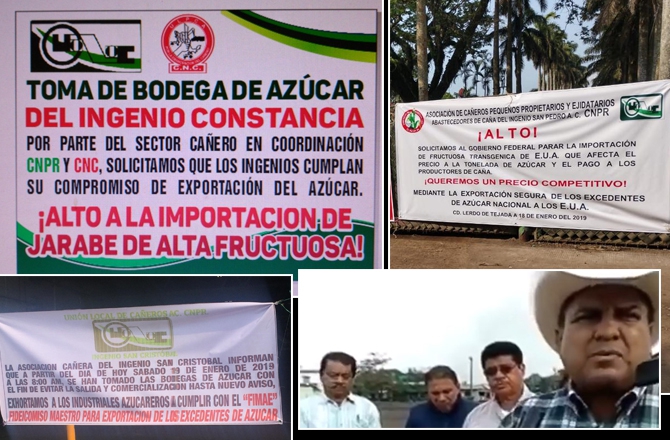 C.N.C.
TOMA DE BODEGA DE AZÚCAR
DEL INGENIO CONSTANCIA
POR PARTE DEL SECTOR CAÑERO EN COORDINACIÓN
CNPR Y CNC, SOLICITAMOS QUE LOS INGENIOS CUMPLAN
SU COMPROMISO DE EXPORTACIÓN DEL AZÚCAR.
¡ALTO A LA IMPORTACION DE
JARABE DE ALTA FRUCTUOSA!
ASOCIACIÓN DE CAÑEROS PEQUEÑOS PROPIETARIOS Y EJIDATARIOS
ABASTECEDORES DE CAÑA DEL INGENIO SAN PEDRO A.C. CNPR
¡ALTO!
SOLICITAMOS AL GOBIERNO FEDERAL PARAR LA IMPORTACIÓN
DE FRUCTUOSA TRANSGENICA DE E.U.A. QUE AFECTA EL
PRECIO A LA TONELADA DE AZÚCAR Y EL PAGO A LOS
PRODUCTORES DE CAÑA.
¡QUEREMOS UN PRECIO COMPETITIVO!
MEDIANTE LA EXPORTACIÓN SEGURA DE LOS EXCEDENTES
DE AZÚCAR NACIONAL A LOS E.U.A.
CD. LERDO DE TEJADA A 18 DE ENERO DEL 2019
UNIÓN LOCAL DE CAÑEROS AC CNPR
INGENIO SAN CRISTOBAL
LA ASOCIACIÓN CAÑERA DEL INGENIO SAN CRISTOBAL INFORMAN
QUE A PARTIR DEL DIA DE HOY SABADO 19 DE ENERO DE 2019
A LAS 8:00 AM. SE HAN TOMADO LAS BODEGAS DE AZUCAR CON
EL FIN DE EVITAR LA SALIDA Y COMERCIALIZACION HASTA NUEVO AVISO,
EXHORTAMOS A LOS INDUSTRIALES AZUCAREROS A CUMPLIR CON EL "FIMAE"
FIDEICOMISO MAESTRO PARA EXPORTACION DE LOS EXCEDENTES DE AZUCAR